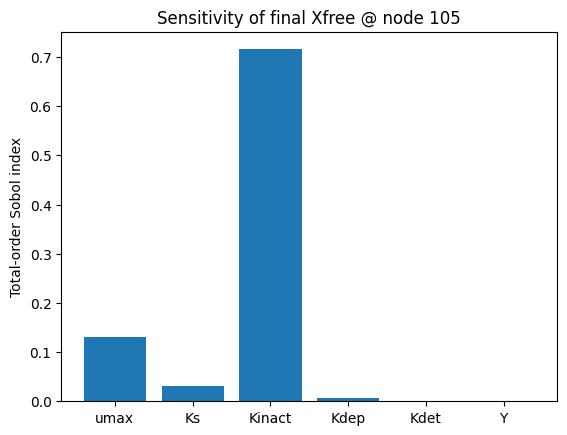 Sensitivity of final Xfree @ node 105
Total-order Sobol index
0.7
0.6
0.5
0.4
0.3
0.2
0.1
0.0
umax Ks Kinact Kdep Kdet Y